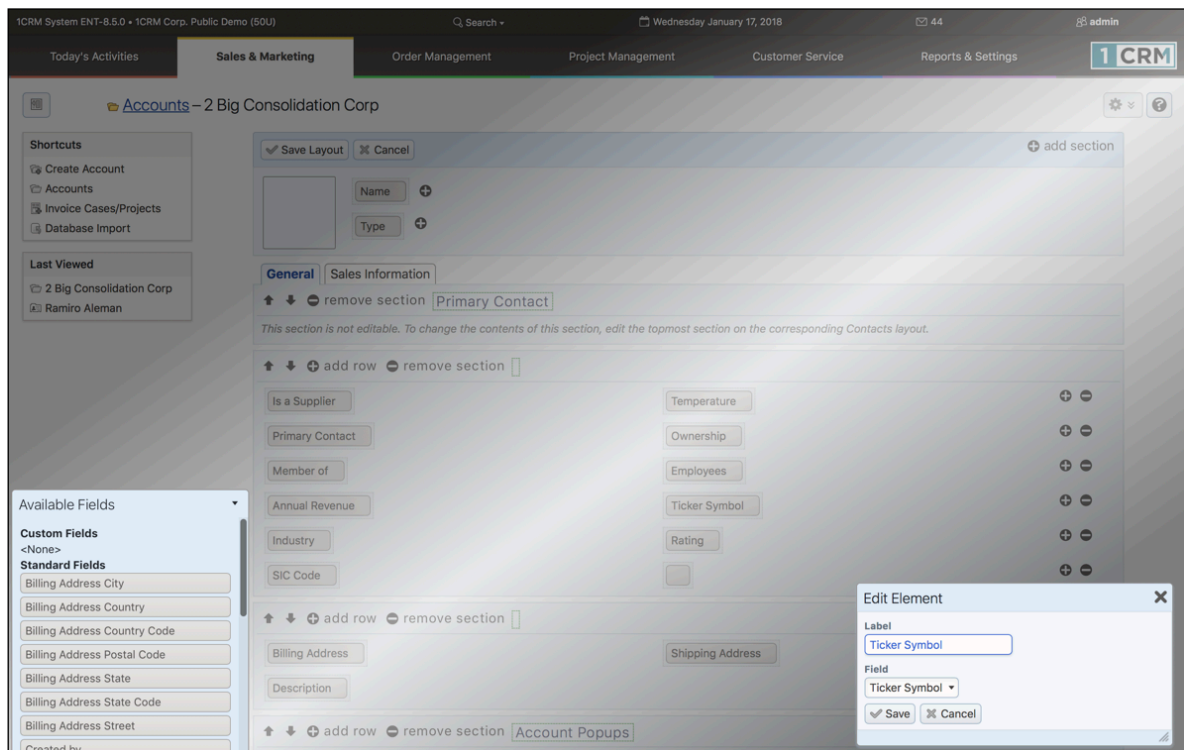 1CRM System ENT-8.5.0 • 1CRM Corp. Public Demo (50U) Search Wednesday January 17, 2018 44 admin
Today's Activities Sales & Marketing Order Management Project Management Customer Service Reports & Settings 1 CRM
Accounts – 2 Big Consolidation Corp
Shortcuts
Create Account
Accounts
Invoice Cases/Projects
Database Import
Last Viewed
2 Big Consolidation Corp
Ramiro Aleman
Save Layout Cancel add section
Name
Type
General Sales Information
remove section Primary Contact
This section is not editable. To change the contents of this section, edit the topmost section on the corresponding Contacts layout.
add row remove section
Is a Supplier Temperature
Primary Contact Ownership
Member of Employees
Annual Revenue Ticker Symbol
Industry Rating
SIC Code
add row remove section
Billing Address Shipping Address
Description
add row remove section Account Popups
Available Fields
Custom Fields
<None>
Standard Fields
Billing Address City
Billing Address Country
Billing Address Country Code
Billing Address Postal Code
Billing Address State
Billing Address State Code
Billing Address Street
Created by
Edit Element
Label
Ticker Symbol
Field
Ticker Symbol
Save Cancel